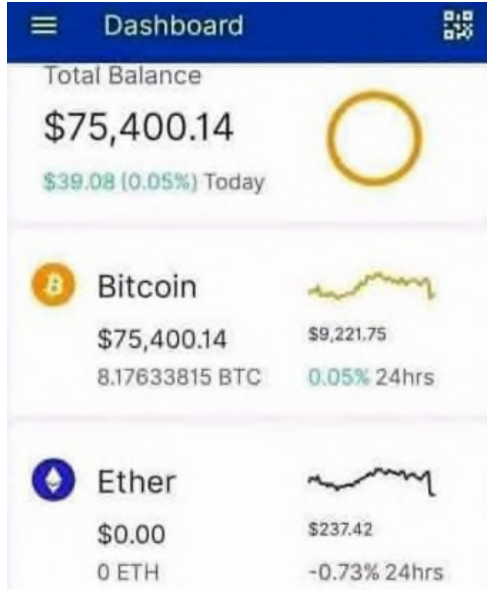 Dashboard
Total Balance
$75,400.14
$39.08 (0.05%) Today
Bitcoin
$75,400.14
$9,221.75
8.17633815 BTC
0.05% 24hrs
Ether
$0.00
$237.42
0 ETH
-0.73% 24hrs